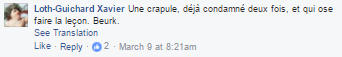 Loth-Guichard Xavier Une crapule, déjà condamné deux fois, et qui ose
faire la leçon. Beurk.
See Translation
Like · Reply · 2 · March 9 at 8:21am